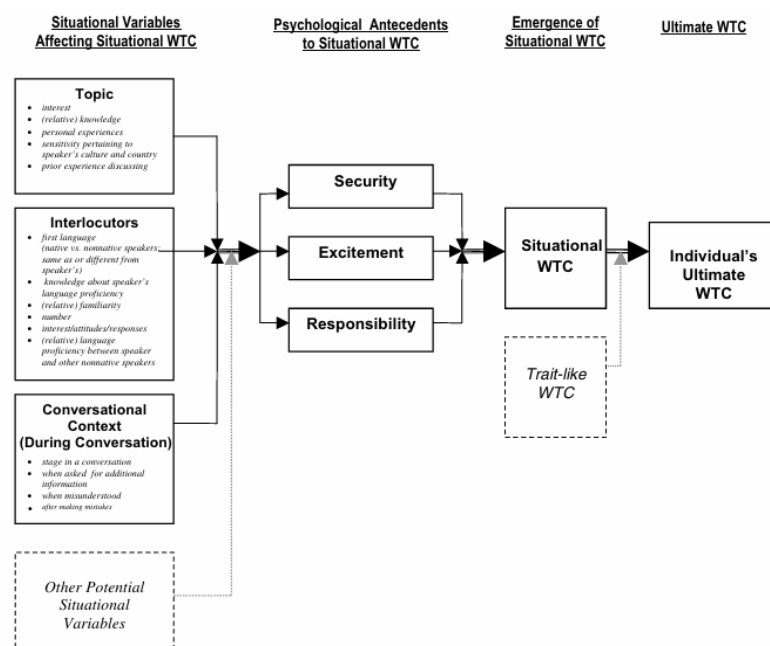 Situational Variables
Affecting Situational WTC
Psychological Antecedents
to Situational WTC
Emergence of
Situational WTC
Ultimate WTC
Topic
• interest
• (relative) knowledge
• personal experiences
• sensitivity pertaining to
speaker's culture and country
• prior experience discussing
Interlocutors
• first language
(native vs. nonnative speakers;
same as or different from
speaker's)
• knowledge about speaker's
language proficiency
• (relative) familiarity
• number
• interest/attitudes/responses
• (relative) language
proficiency between speaker
and other nonnative speakers
Conversational
Context
(During Conversation)
• stage in a conversation
• when asked for additional
information
• when misunderstood
• after making mistakes
Other Potential
Situational
Variables
Security
Excitement
Responsibility
Situational
WTC
Trait-like
WTC
Individual's
Ultimate
WTC